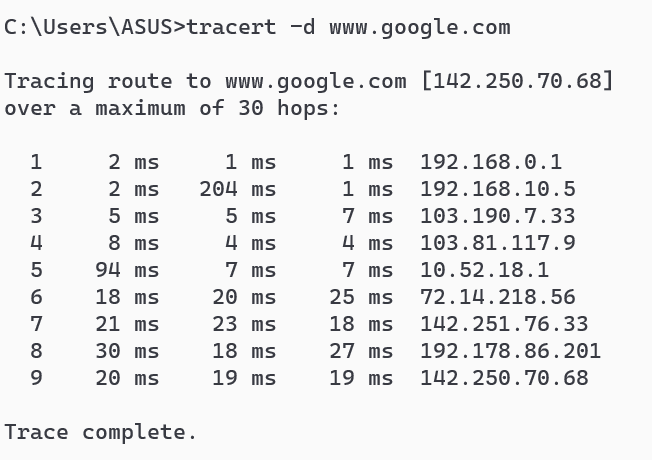 C:\Users\ASUS>tracert -d www.google.com
Tracing route to www.google.com [142.250.70.68]
over a maximum of 30 hops:
1 2 ms 1 ms 1 ms 192.168.0.1
2 2 ms 204 ms 1 ms 192.168.10.5
3 5 ms 5 ms 7 ms 103.190.7.33
4 8 ms 4 ms 4 ms 103.81.117.9
5 94 ms 7 ms 7 ms 10.52.18.1
6 18 ms 20 ms 25 ms 72.14.218.56
7 21 ms 23 ms 18 ms 142.251.76.33
8 30 ms 18 ms 27 ms 192.178.86.201
9 20 ms 19 ms 19 ms 142.250.70.68
Trace complete.